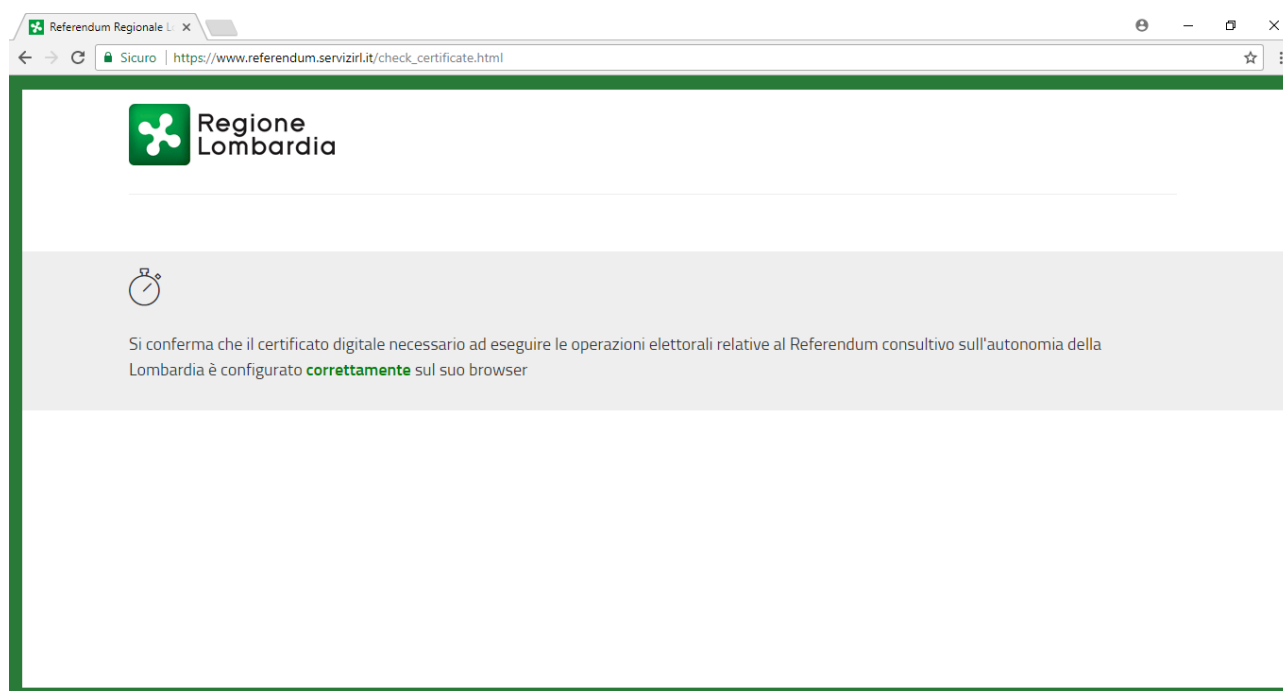 Referendum Regionale L
Sicuro | https://www.referendum.servizirl.it/check_certificate.html
Regione
Lombardia
Si conferma che il certificato digitale necessario ad eseguire le operazioni elettorali relative al Referendum consultivo sull'autonomia della
Lombardia è configurato correttamente sul suo browser